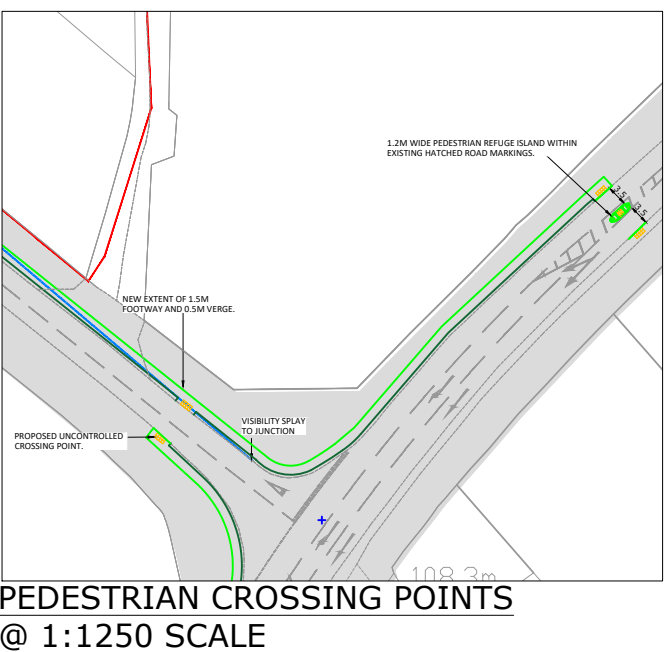 1.2M WIDE PEDESTRIAN REFUGE ISLAND WITHIN
EXISTING HATCHED ROAD MARKINGS.
3.5
3.5
NEW EXTENT OF 1.5M
FOOTWAY AND 0.5M VERGE.
VISIBILITY SPLAY
TO JUNCTION
PROPOSED UNCONTROLLED
CROSSING POINT.
108.3m
PEDESTRIAN CROSSING POINTS
@ 1:1250 SCALE